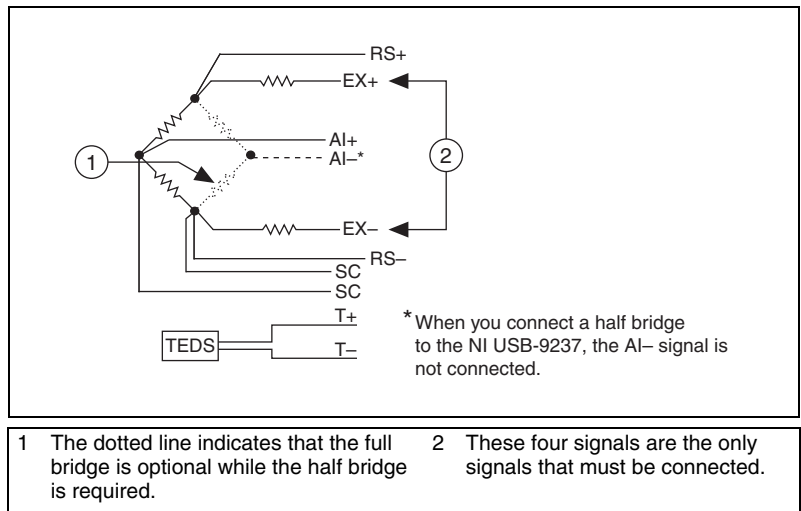 RS+
EX+
AI+
AI–*
1
2
EX–
RS–
SC
SC
T+
TEDS
T–
* When you connect a half bridge
to the NI USB-9237, the AI– signal is
not connected.
1 The dotted line indicates that the full
bridge is optional while the half bridge
is required.
2 These four signals are the only
signals that must be connected.